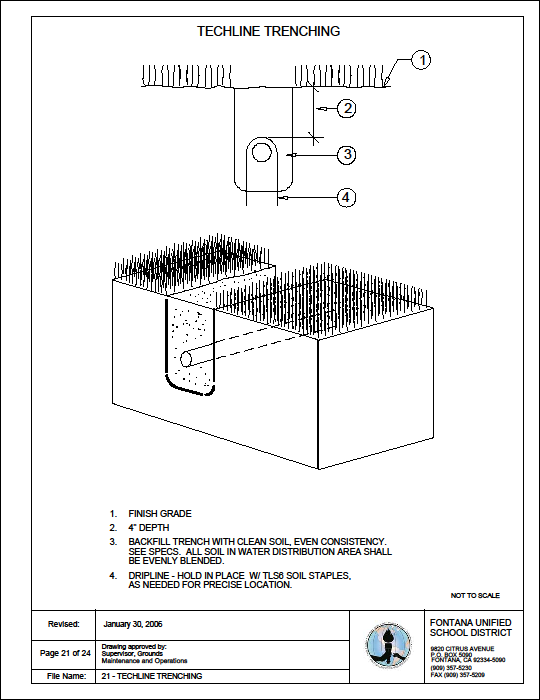 TECHLINE TRENCHING
1
2
3
4
1. FINISH GRADE
2. 4" DEPTH
3. BACKFILL TRENCH WITH CLEAN SOIL, EVEN CONSISTENCY.
SEE SPECS. ALL SOIL IN WATER DISTRIBUTION AREA SHALL
BE EVENLY BLENDED.
4. DRIPLINE - HOLD IN PLACE W/ TLS6 SOIL STAPLES,
AS NEEDED FOR PRECISE LOCATION.
NOT TO SCALE
Revised:
January 30, 2006
Page 21 of 24
Drawing approved by:
Supervisor, Grounds
Maintenance and Operations
File Name:
21 - TECHLINE TRENCHING
FONTANA UNIFIED
SCHOOL DISTRICT
9820 CITRUS AVENUE
P.O. BOX 5090
FONTANA, CA 92334-5090
(909) 357-5230
FAX (909) 357-5209